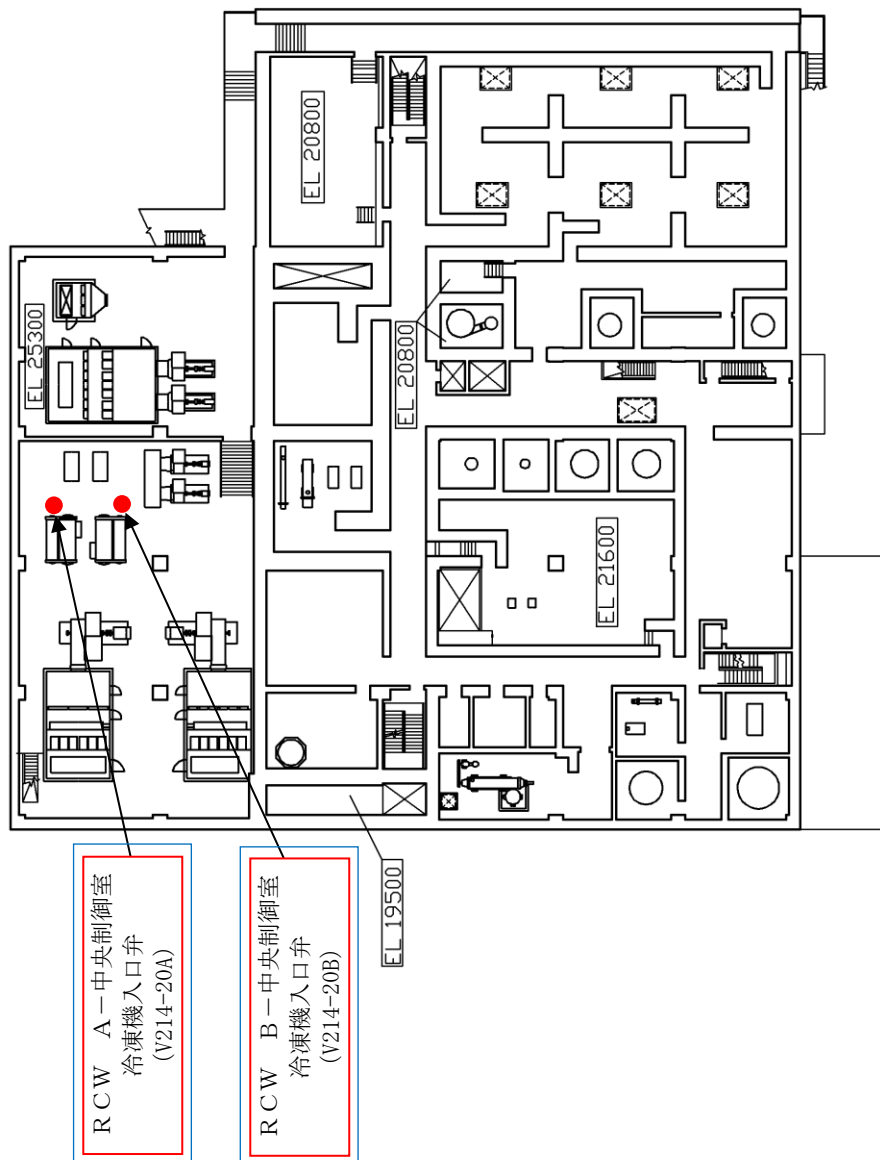 EL 20800
EL 25300
EL 20800
EL 21600
EL 19500
RCW A－中央制御室
冷凍機入口弁
(V214-20A)
RCW B－中央制御室
冷凍機入口弁
(V214-20B)